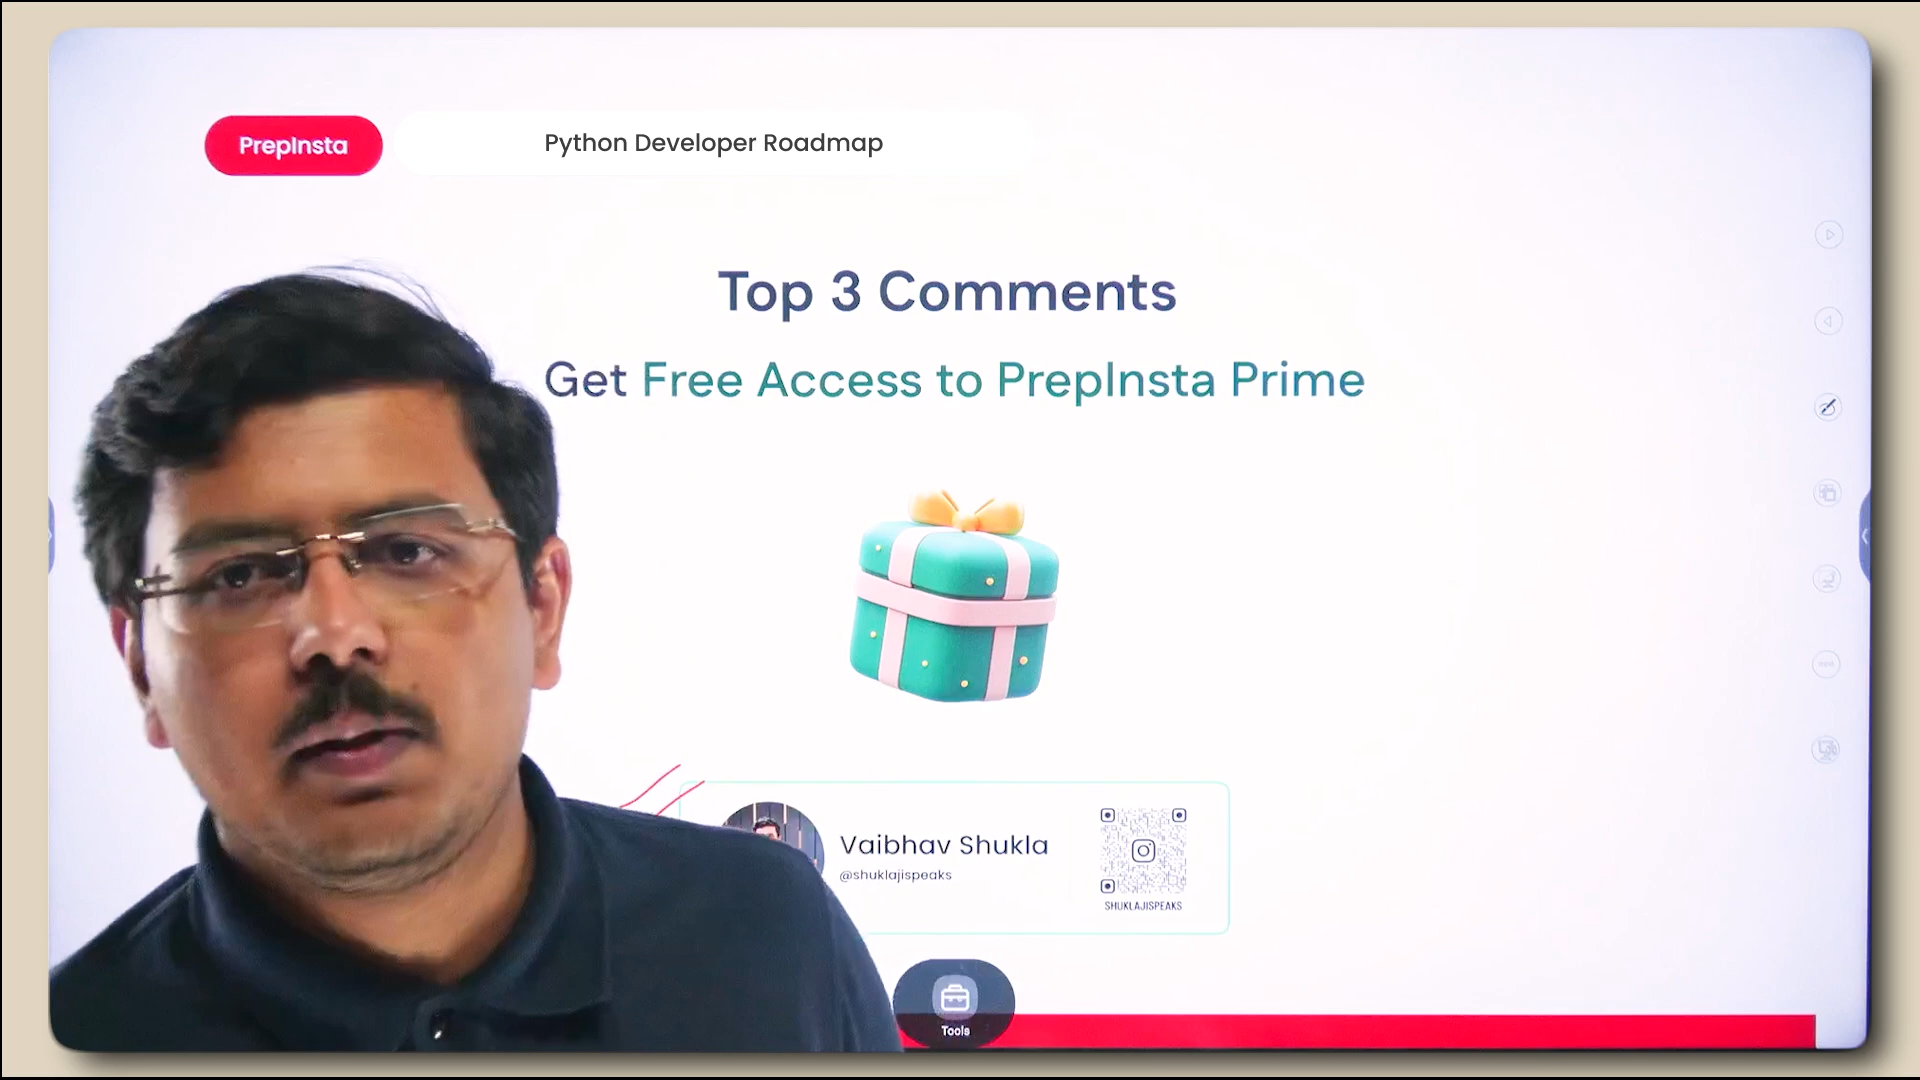 PrepInsta
Python Developer Roadmap
Top 3 Comments
Get Free Access to PrepInsta Prime
Vaibhav Shukla
@shuklajispeaks
SHUKLAJISPEAKS
Tools